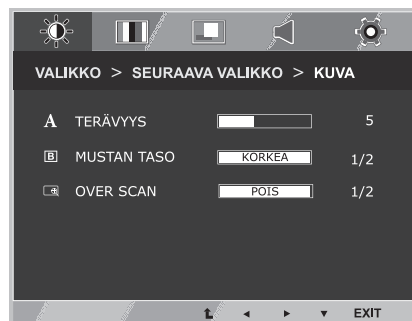 VALIKKO > SEURAAVA VALIKKO > KUVA
A TERÄVYYS 5
B MUSTAN TASO KORKEA 1/2
OVER SCAN POIS 1/2
EXIT